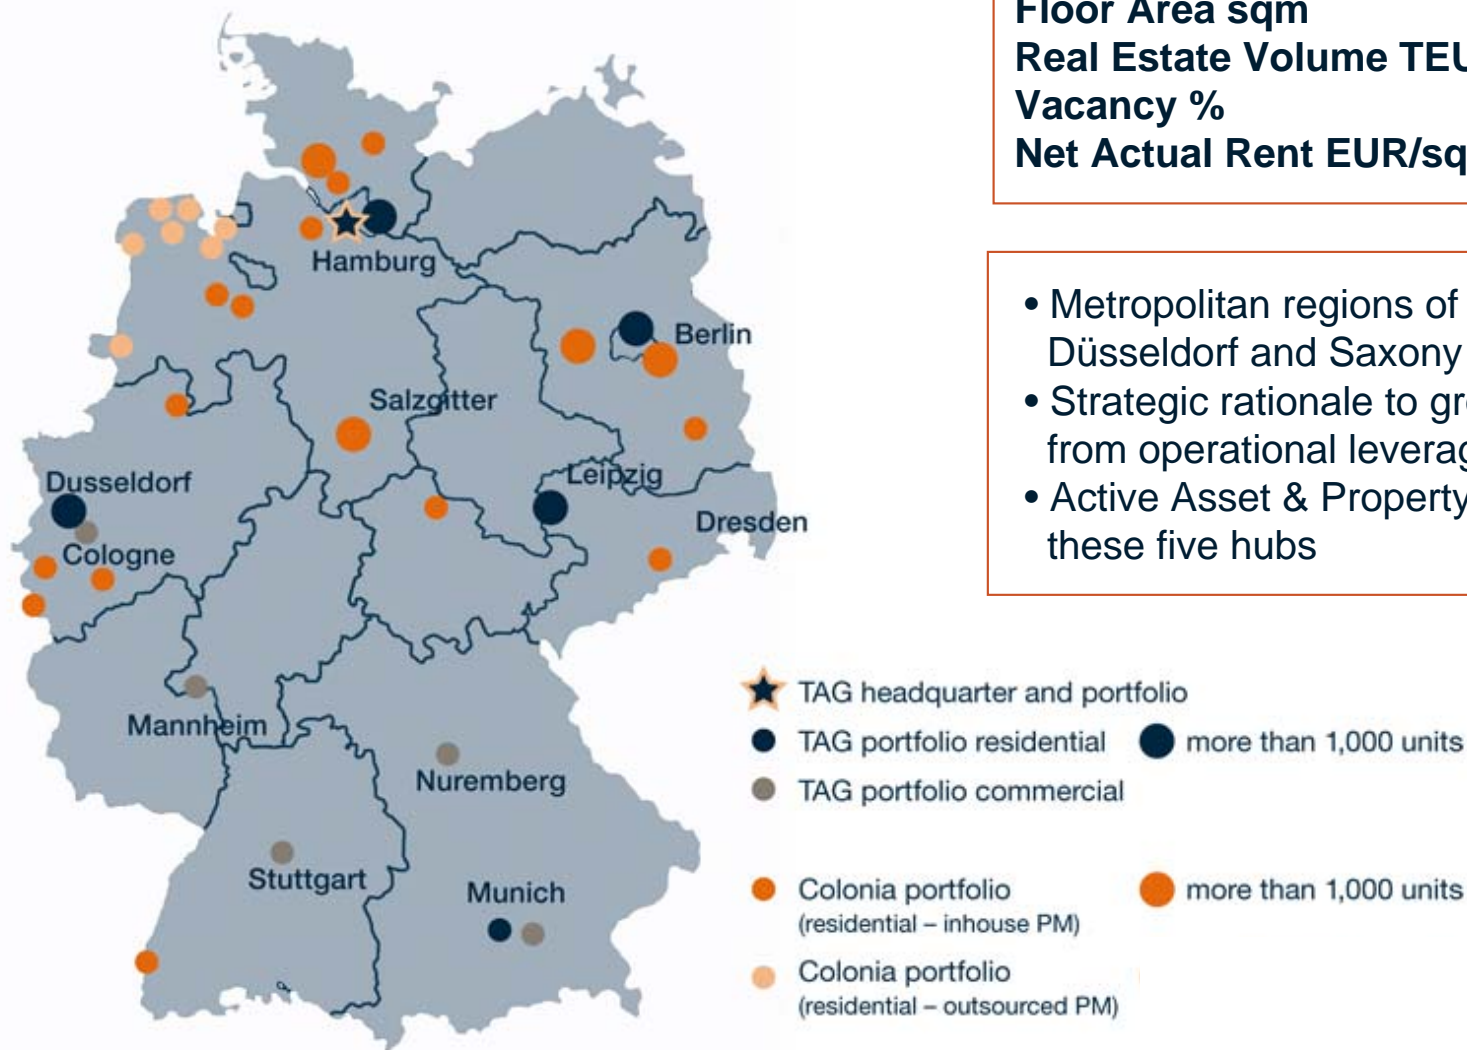 Floor Area sqm
Real Estate Volume TEU
Vacancy %
Net Actual Rent EUR/sq
• Metropolitan regions of
Düsseldorf and Saxony
• Strategic rationale to gr
from operational leverag
• Active Asset & Property
these five hubs
Hamburg
Berlin
Salzgitter
Dusseldorf
Leipzig
Dresden
Cologne
Mannheim
Nuremberg
Stuttgart
Munich
TAG headquarter and portfolio
TAG portfolio residential more than 1,000 units
TAG portfolio commercial
Colonia portfolio more than 1,000 units
(residential – inhouse PM)
Colonia portfolio
(residential – outsourced PM)